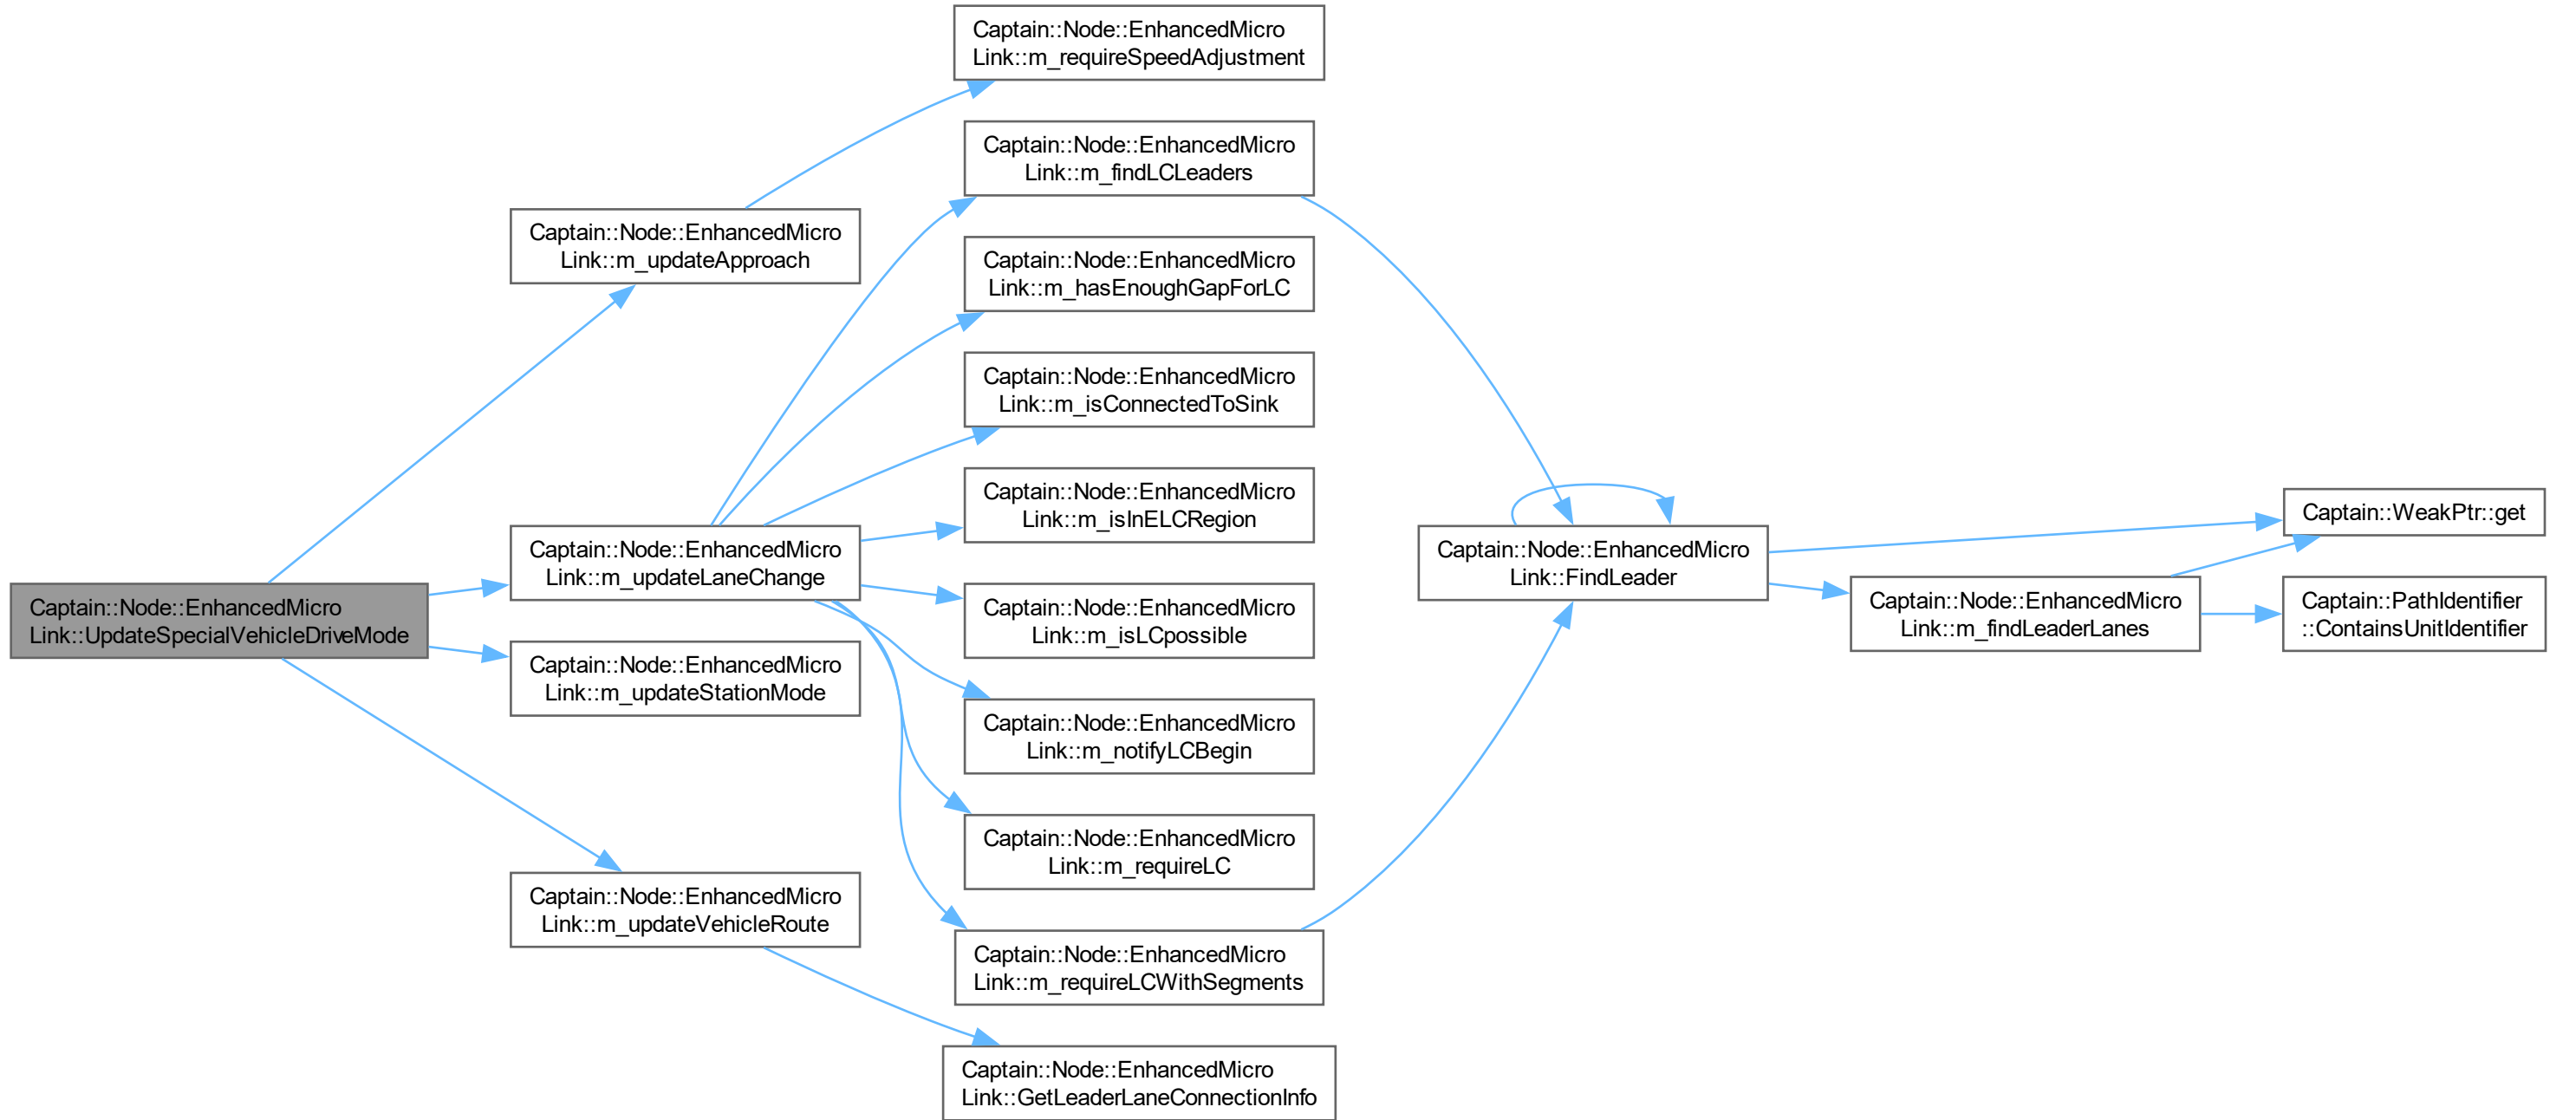 Captain::Node::EnhancedMicro
Link::UpdateSpecialVehicleDriveMode
Captain::Node::EnhancedMicro
Link::m_updateApproach
Captain::Node::EnhancedMicro
Link::m_updateLaneChange
Captain::Node::EnhancedMicro
Link::m_updateStationMode
Captain::Node::EnhancedMicro
Link::m_updateVehicleRoute
Captain::Node::EnhancedMicro
Link::m_requireSpeedAdjustment
Captain::Node::EnhancedMicro
Link::m_findLCLeaders
Captain::Node::EnhancedMicro
Link::m_hasEnoughGapForLC
Captain::Node::EnhancedMicro
Link::m_isConnectedToSink
Captain::Node::EnhancedMicro
Link::m_isInELCRegion
Captain::Node::EnhancedMicro
Link::m_isLCpossible
Captain::Node::EnhancedMicro
Link::m_notifyLCBegin
Captain::Node::EnhancedMicro
Link::m_requireLC
Captain::Node::EnhancedMicro
Link::m_requireLCWithSegments
Captain::Node::EnhancedMicro
Link::GetLeaderLaneConnectionInfo
Captain::Node::EnhancedMicro
Link::FindLeader
Captain::Node::EnhancedMicro
Link::m_findLeaderLanes
Captain::WeakPtr::get
Captain::PathIdentifier
::ContainsUnitIdentifier